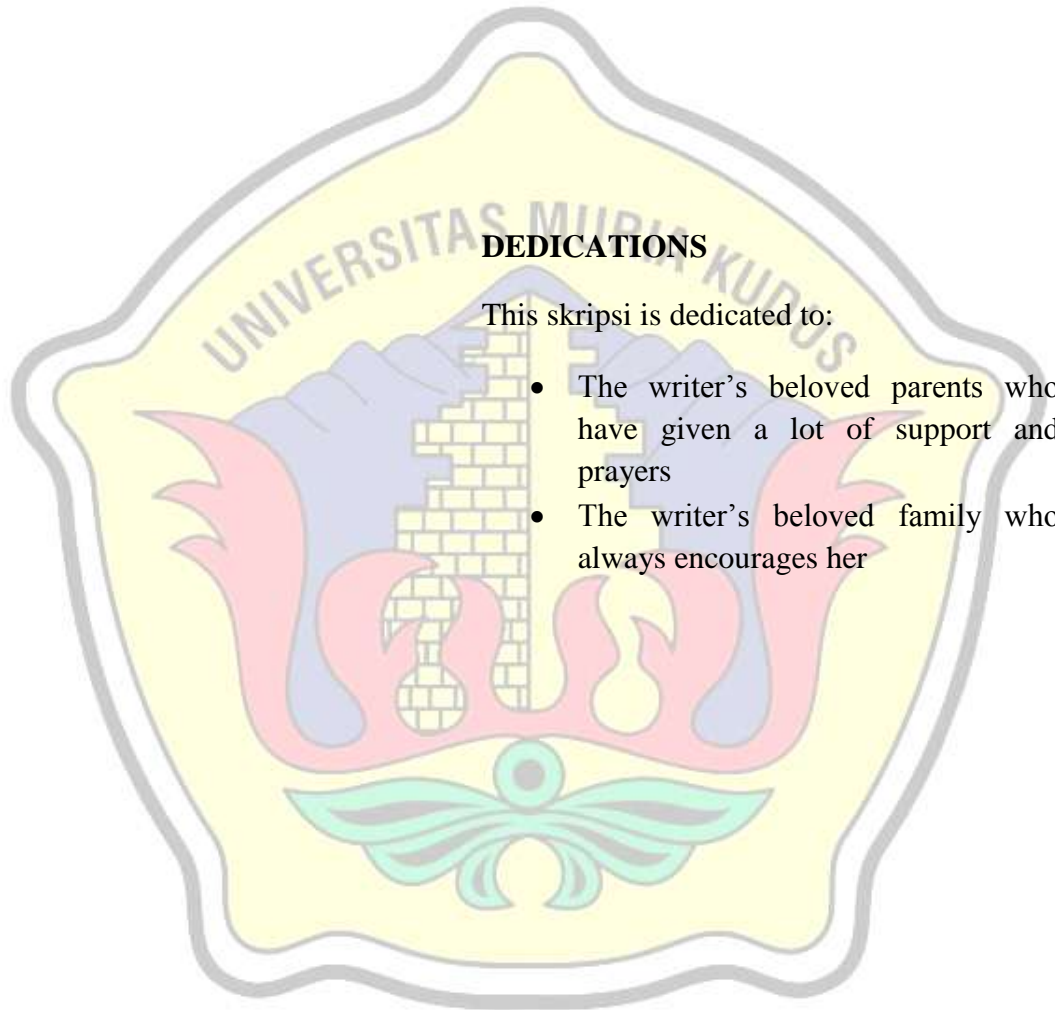 UNIVERSITAS MURIA KUDUS
DEDICATIONS
This skripsi is dedicated to:
• The writer’s beloved parents who
have given a lot of support and
prayers
• The writer’s beloved family who
always encourages her